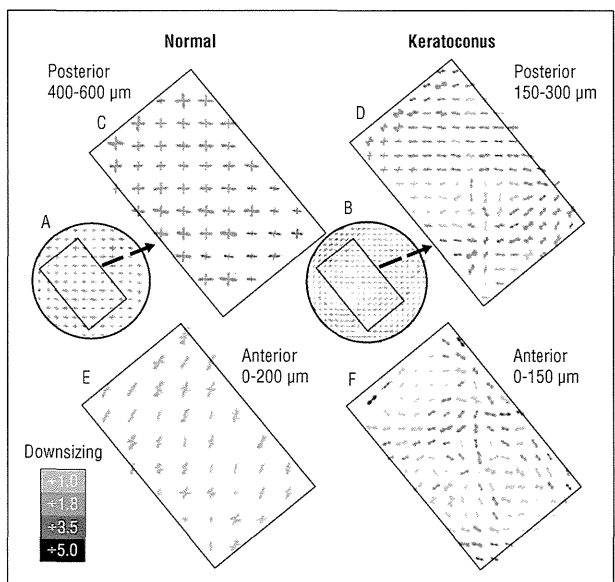 Normal
Keratoconus
Posterior
400-600 µm
C
Posterior
150-300 µm
D
A
B
Anterior
0-200 µm
E
Anterior
0-150 µm
F
Downsizing
÷1.0
÷1.8
÷3.5
÷5.0